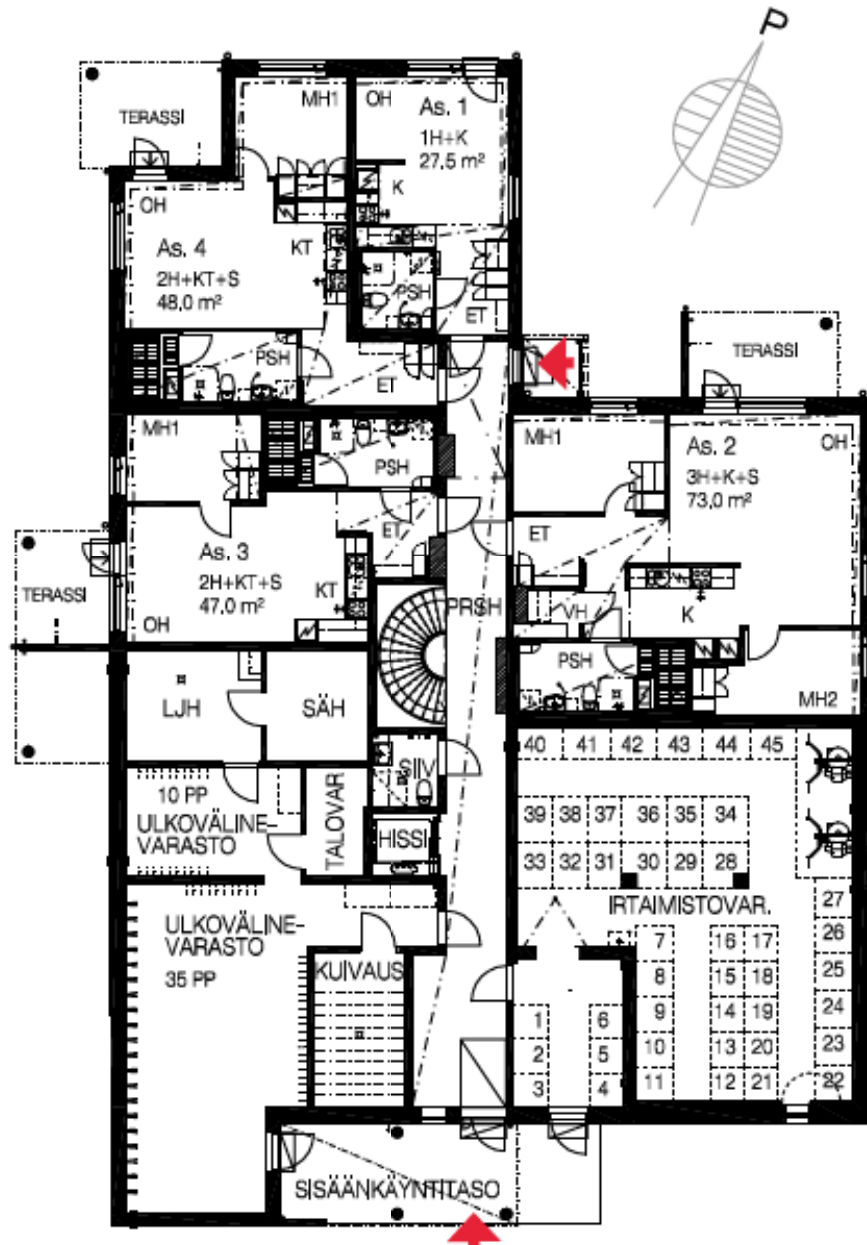 P
MH1
OH
As. 1
1H+K
27,5 m²
K
TERASSI
OH
As. 4
2H+KT+S
48,0 m²
KT
PSH
ET
PSH
ET
TERASSI
MH1
PSH
MH1
As. 2
3H+K+S
73,0 m²
OH
ET
ET
As. 3
2H+KT+S
47,0 m²
KT
TERASSI
OH
PRSH
VH
K
PSH
MH2
LJH
SÄH
SIIV
40 41 42 43 44 45
10 PP
ULKOVÄLINE-
VARASTO
TALOVAR
HISSI
39 38 37 36 35 34
33 32 31 30 29 28
IRTAIMISTOVAR.
27
26
25
24
23
22
7
8
9
10
11
16 17
15 18
14 19
13 20
12 21
ULKOVÄLINE-
VARASTO
35 PP
KUIVAUS
1 6
2 5
3 4
SISÄÄNKÄYNTITASO